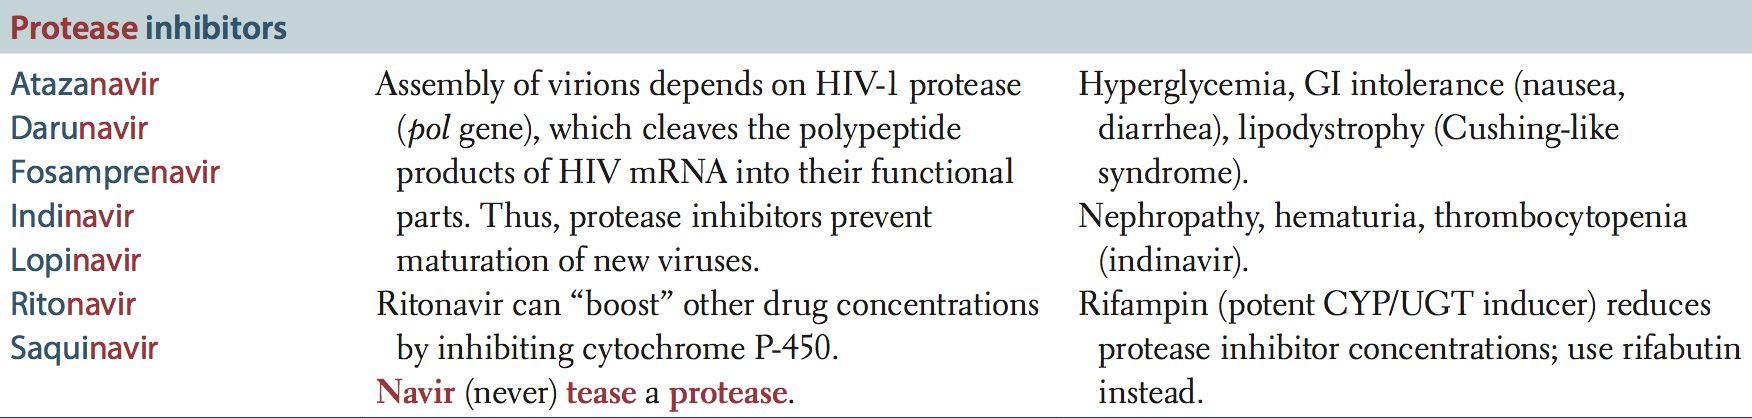 Protease inhibitors
Atazanavir
Darunavir
Fosamprenavir
Indinavir
Lopinavir
Ritonavir
Saquinavir
Assembly of virions depends on HIV-1 protease
(pol gene), which cleaves the polypeptide
products of HIV mRNA into their functional
parts. Thus, protease inhibitors prevent
maturation of new viruses.
Ritonavir can “boost” other drug concentrations
by inhibiting cytochrome P-450.
Navir (never) tease a protease.
Hyperglycemia, GI intolerance (nausea,
diarrhea), lipodystrophy (Cushing-like
syndrome).
Nephropathy, hematuria, thrombocytopenia
(indinavir).
Rifampin (potent CYP/UGT inducer) reduces
protease inhibitor concentrations; use rifabutin
instead.